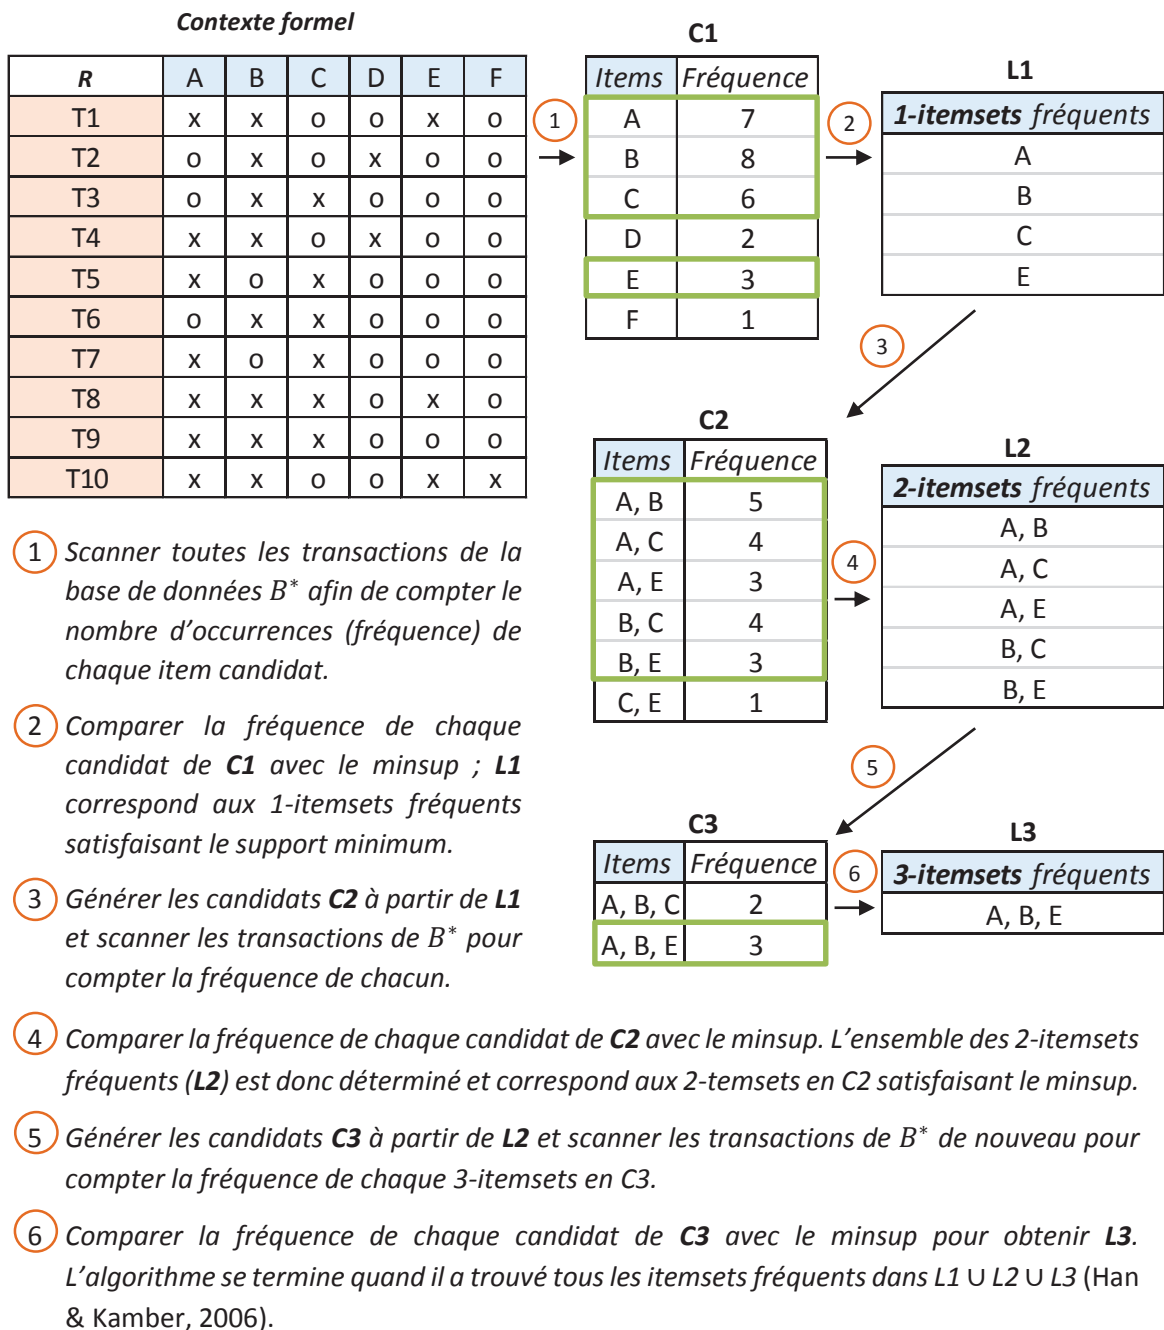 Contexte formel
R A B C D E F
T1 x x o o x o
T2 o x o x o o
T3 o x x o o o
T4 x x o x o o
T5 x o x o o o
T6 o x x o o o
T7 x o x o o o
T8 x x x o x o
T9 x x x o o o
T10 x x o o x x
1
C1
Items Fréquence
A 7
B 8
C 6
D 2
E 3
F 1
2
L1
1-itemsets fréquents
A
B
C
E
3
C2
Items Fréquence
A, B 5
A, C 4
A, E 3
B, C 4
B, E 3
C, E 1
4
L2
2-itemsets fréquents
A, B
A, C
A, E
B, C
B, E
5
C3
Items Fréquence
A, B, C 2
A, B, E 3
6
L3
3-itemsets fréquents
A, B, E
1 Scanner toutes les transactions de la
base de données B* afin de compter le
nombre d'occurrences (fréquence) de
chaque item candidat.
2 Comparer la fréquence de chaque
candidat de C1 avec le minsup ; L1
correspond aux 1-itemsets fréquents
satisfaisant le support minimum.
3 Générer les candidats C2 à partir de L1
et scanner les transactions de B* pour
compter la fréquence de chacun.
4 Comparer la fréquence de chaque candidat de C2 avec le minsup. L'ensemble des 2-itemsets
fréquents (L2) est donc déterminé et correspond aux 2-temsets en C2 satisfaisant le minsup.
5 Générer les candidats C3 à partir de L2 et scanner les transactions de B* de nouveau pour
compter la fréquence de chaque 3-itemsets en C3.
6 Comparer la fréquence de chaque candidat de C3 avec le minsup pour obtenir L3.
L'algorithme se termine quand il a trouvé tous les itemsets fréquents dans L1 ∪ L2 ∪ L3 (Han
& Kamber, 2006).